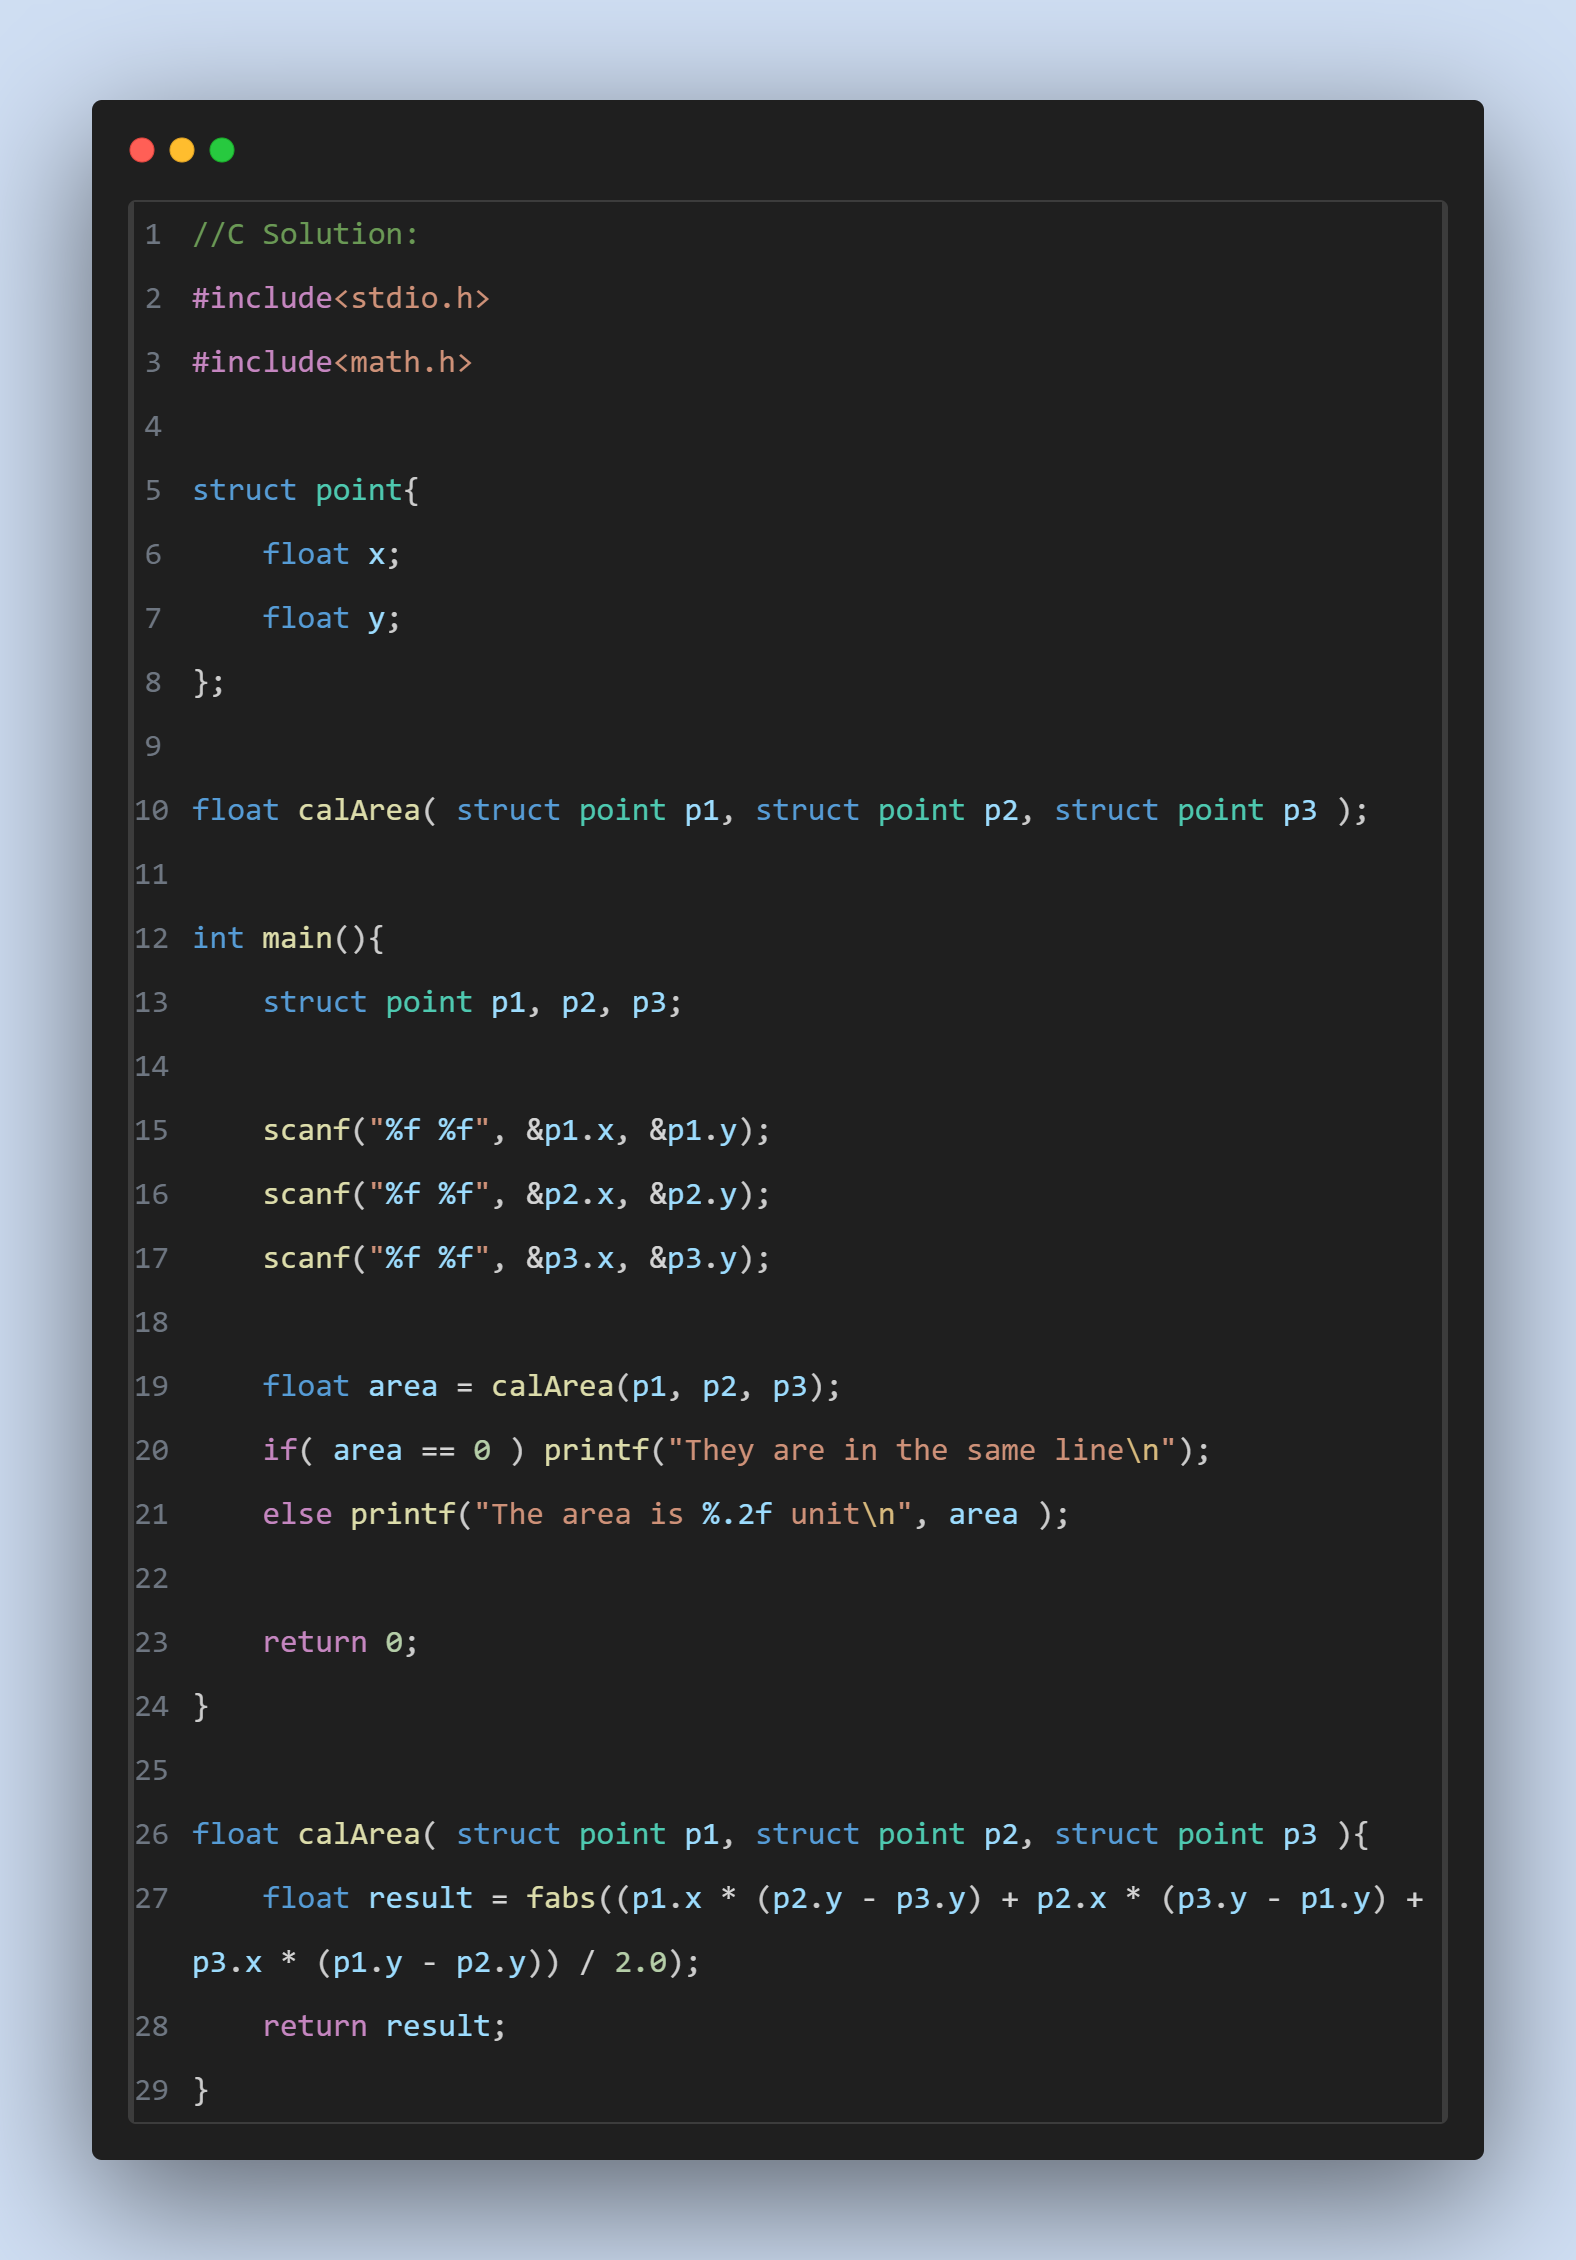 1 //C Solution:
2 #include<stdio.h>
3 #include<math.h>
4
5 struct point{
6     float x;
7     float y;
8 };
9
10 float calArea( struct point p1, struct point p2, struct point p3 );
11
12 int main(){
13     struct point p1, p2, p3;
14
15     scanf("%f %f", &p1.x, &p1.y);
16     scanf("%f %f", &p2.x, &p2.y);
17     scanf("%f %f", &p3.x, &p3.y);
18
19     float area = calArea(p1, p2, p3);
20     if( area == 0 ) printf("They are in the same line\n");
21     else printf("The area is %.2f unit\n", area );
22
23     return 0;
24 }
25
26 float calArea( struct point p1, struct point p2, struct point p3 ){
27     float result = fabs((p1.x * (p2.y - p3.y) + p2.x * (p3.y - p1.y) +
p3.x * (p1.y - p2.y)) / 2.0);
28     return result;
29 }